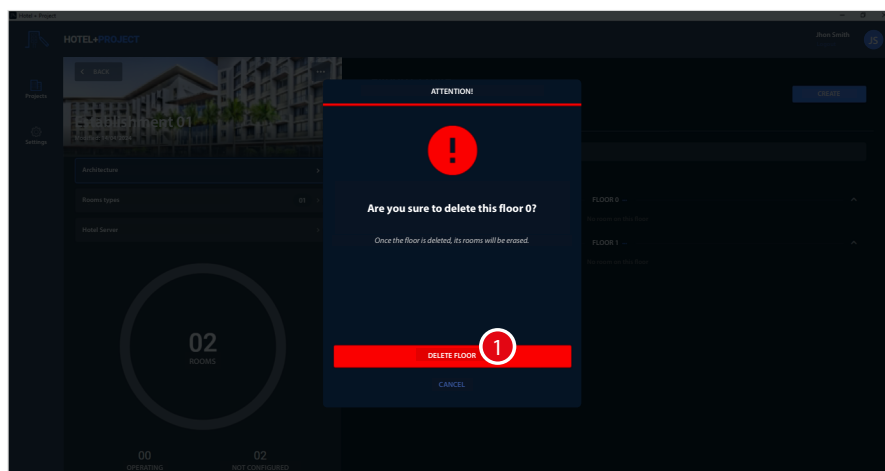 Hotel + Project
HOTEL+PROJECT
Jhon Smith
JS
BACK
Projects
Settings
Establishment 01
CREATE
Architecture
Rooms types 01
Hotel Server
02
ROOMS
00
OPERATING
02
NOT CONFIGURED
FLOOR 0
No room on this floor
FLOOR 1
No room on this floor
ATTENTION!
!
Are you sure to delete this floor 0?
Once the floor is deleted, its rooms will be erased.
DELETE FLOOR
1
CANCEL